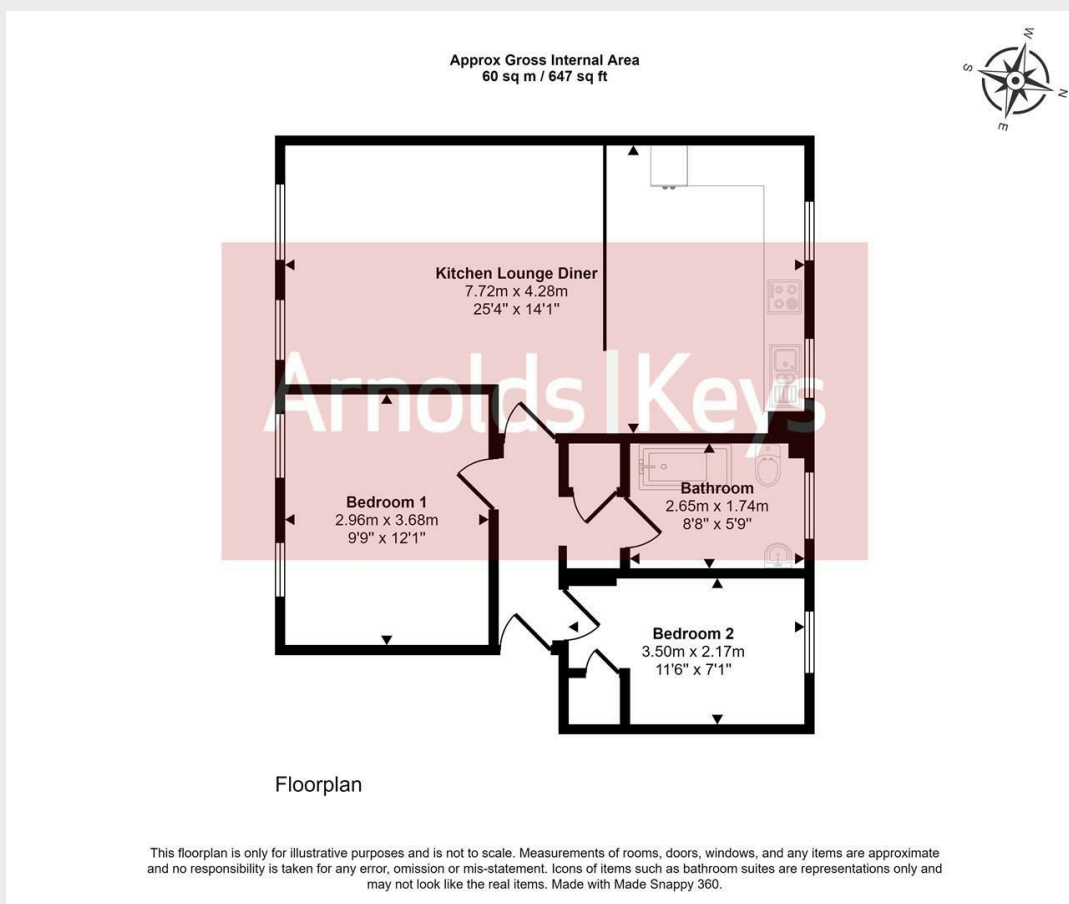 Approx Gross Internal Area
60 sq m / 647 sq ft
W
S
N
E
Kitchen Lounge Diner
7.72m x 4.28m
25'4" x 14'1"
Arnolds|Keys
Bedroom 1
2.96m x 3.68m
9'9" x 12'1"
Bathroom
2.65m x 1.74m
8'8" x 5'9"
Bedroom 2
3.50m x 2.17m
11'6" x 7'1"
Floorplan
This floorplan is only for illustrative purposes and is not to scale. Measurements of rooms, doors, windows, and any items are approximate
and no responsibility is taken for any error, omission or mis-statement. Icons of items such as bathroom suites are representations only and
may not look like the real items. Made with Made Snappy 360.